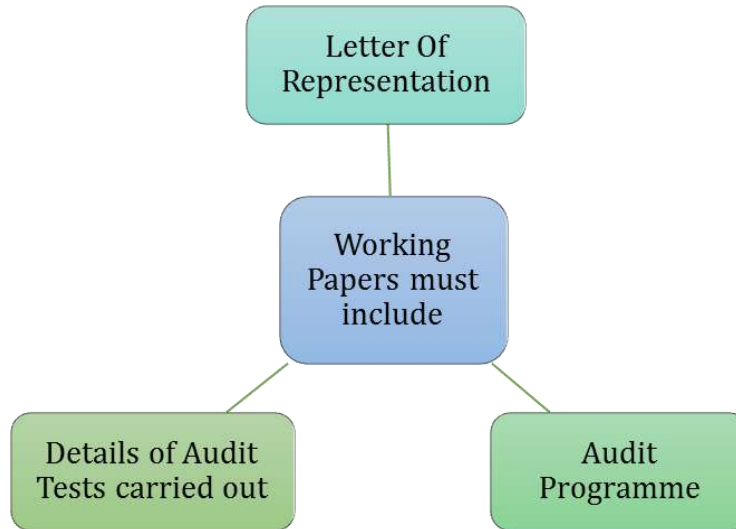 Letter Of
Representation
Working
Papers must
include
Details of Audit
Tests carried out
Audit
Programme